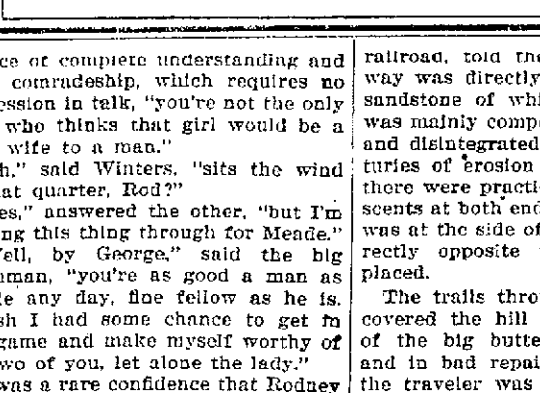 ce of complete understanding and
comradeship, which requires no
ession in talk, "you're not the only
who thinks that girl would be a
wife to a man."
h," said Winters, "sits the wind
at quarter, Rod?"
es," answered the other, "but I'm
ng this thing through for Meade."
ell, by George," said the big
man, "you're as good a man as
le any day, fine fellow as he is.
sh I had some chance to get in
game and make myself worthy of
wo of you, let alone the lady."
was a rare confidence that Rodney
railroad, told the
way was directly
sandstone of whi
was mainly comp
and disintegrated
turies of erosion
there were practi
scents at both end
was at the side of
rectly opposite
placed.
The trails thro
covered the hill
of the big butte
and in bad repai
the traveler was